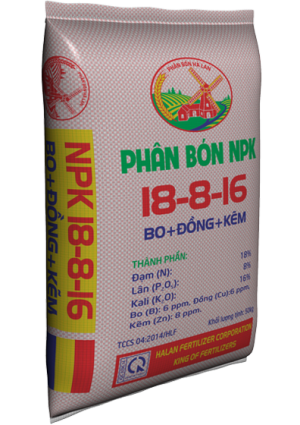 PHÂN BÓN HÀ LAN
PHÂN BÓN NPK
18-8-16
BO+ĐỒNG+KẼM
THÀNH PHẦN:
Đạm (N): 18%
Lân (P₂O₅): 8%
Kali (K₂O): 16%
Bo (B): 6 ppm. Đồng (Cu):6 ppm.
Kẽm (Zn): 8 ppm.
TCCS 04:2014/HLF
Khối lượng tịnh: 50kg
HALAN FERTILIZER CORPORATION
KING OF FERTILIZERS
NPK 18-8-16
BO+ĐỒNG+KẼM